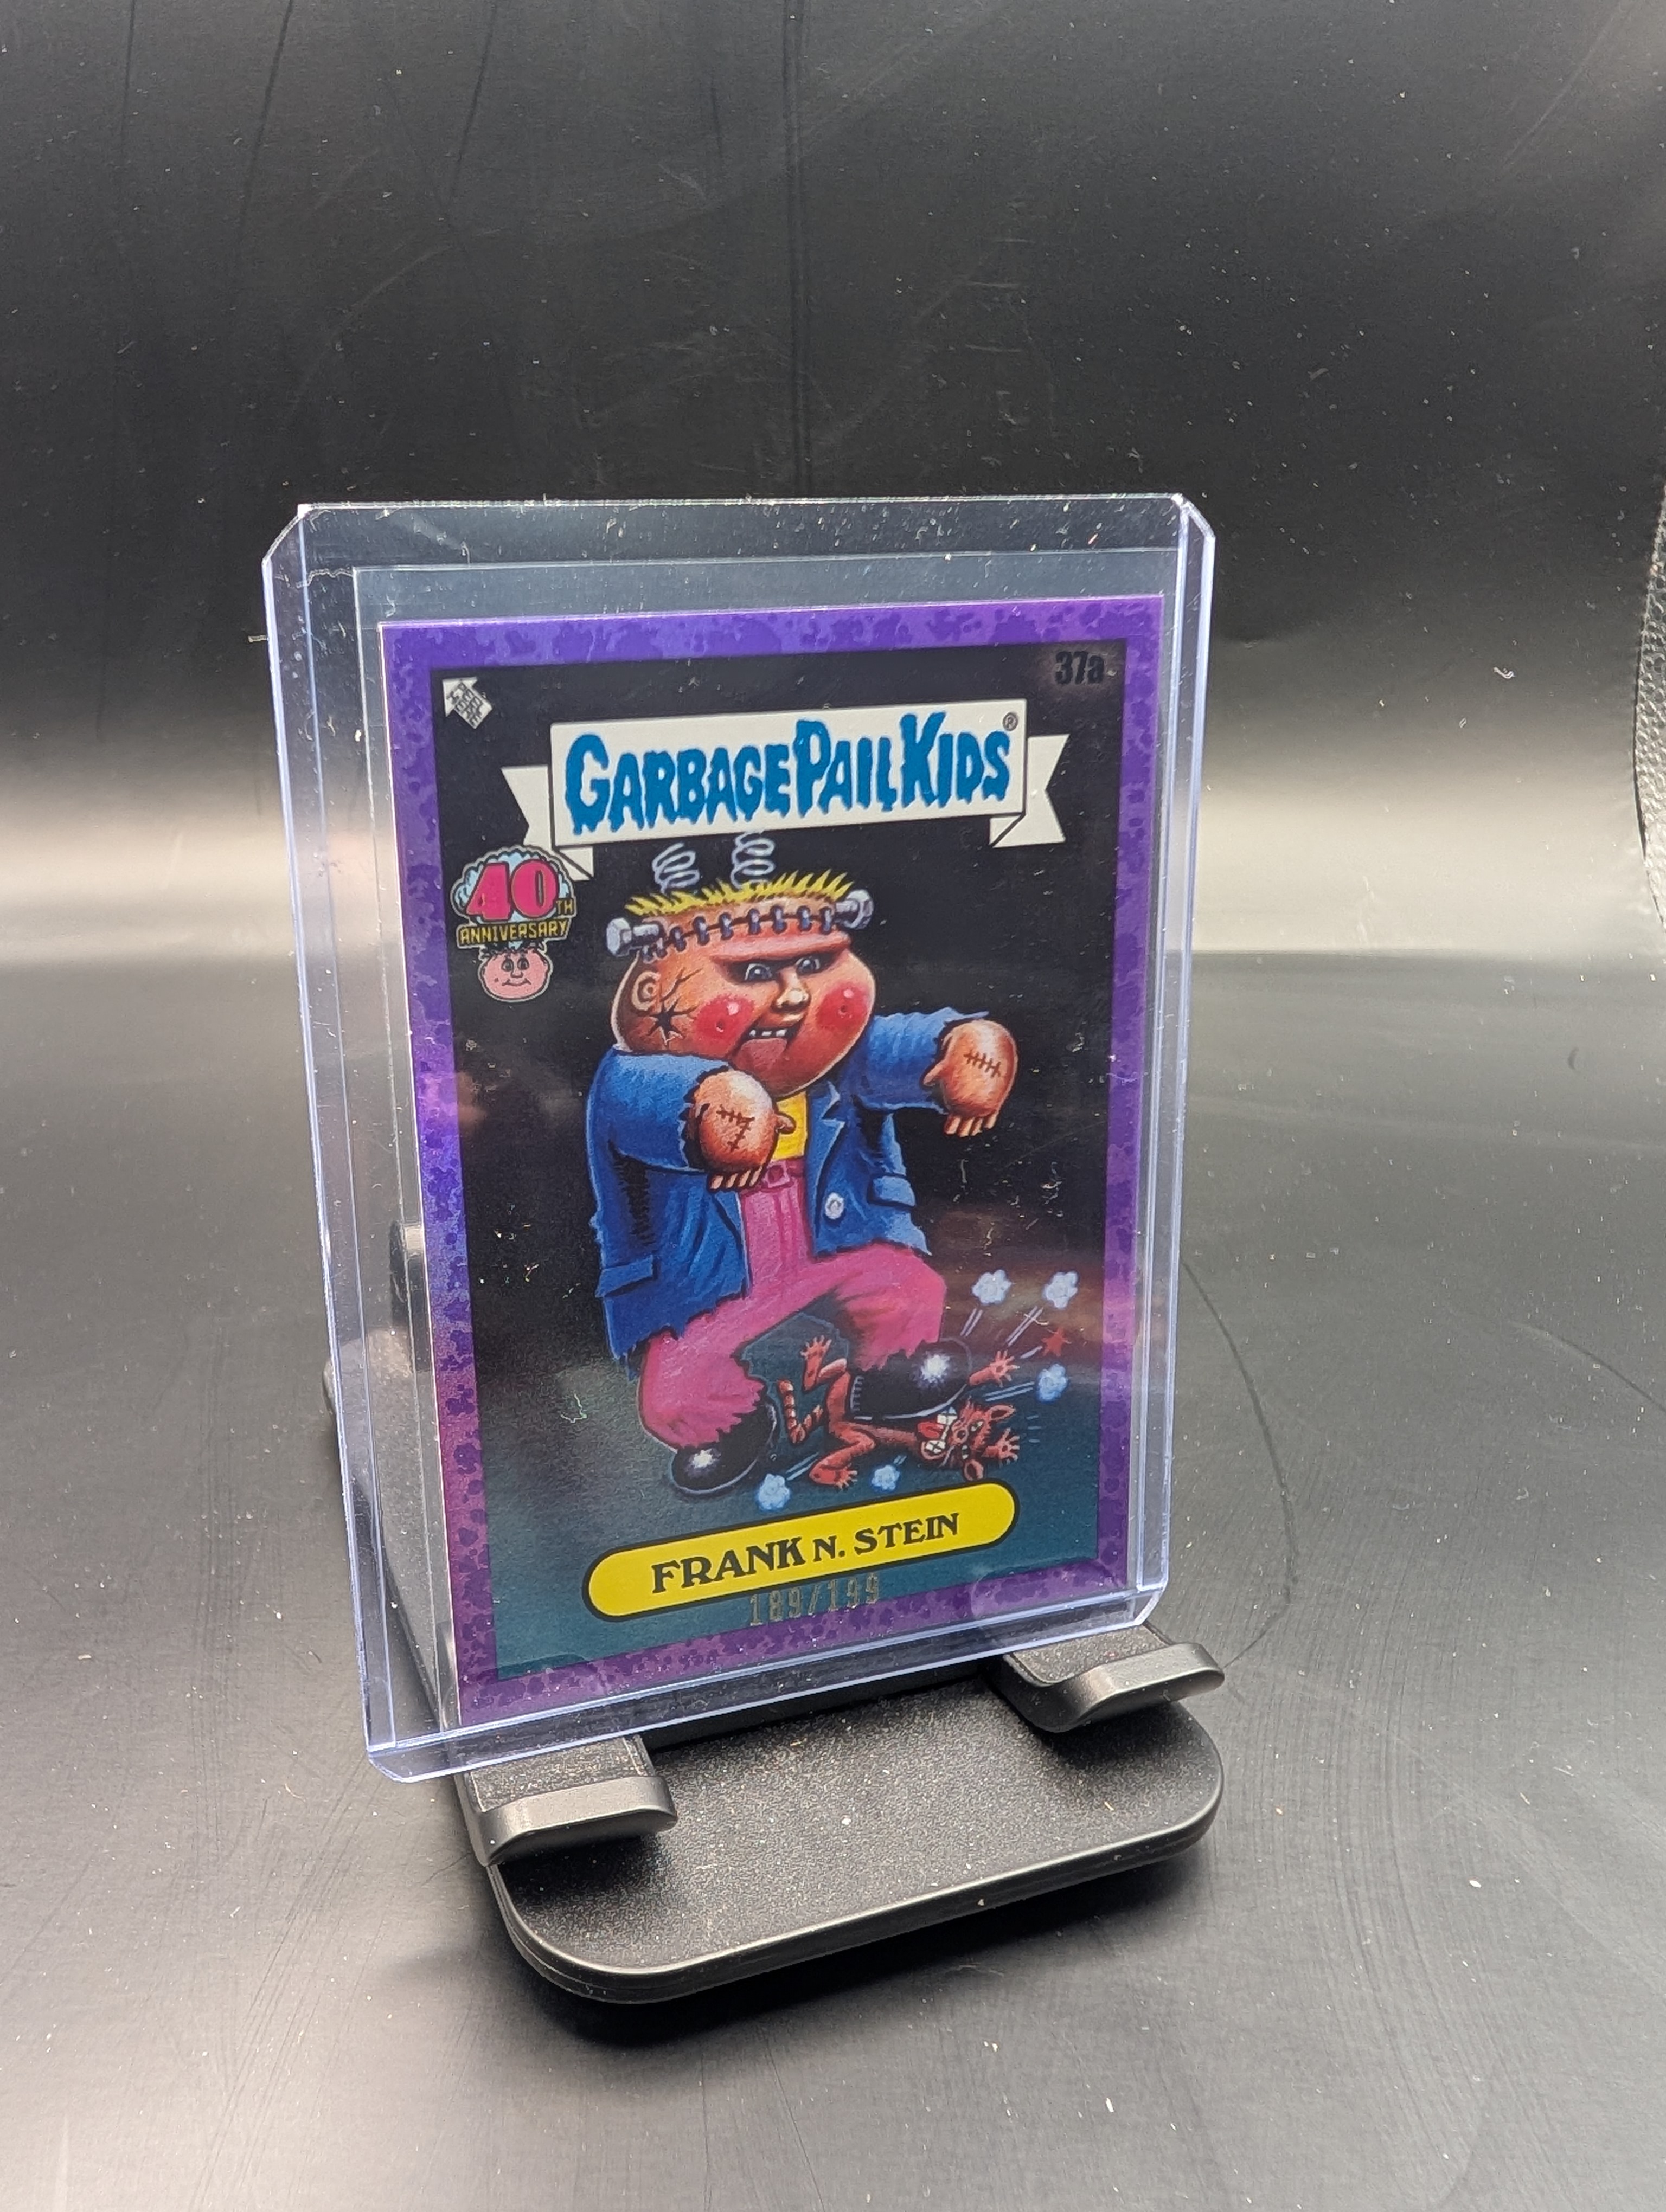 37a
GARBAGE PAIL KIDS®
40TH
ANNIVERSARY
FRANK N. STEIN
189/199